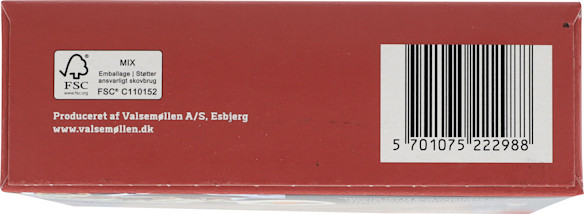 FSC
www.fsc.org
MIX
Emballage | Støtter
ansvarligt skovbrug
FSC® C110152
Produceret af Valsemøllen A/S, Esbjerg
www.valsemøllen.dk
5 701075 222988